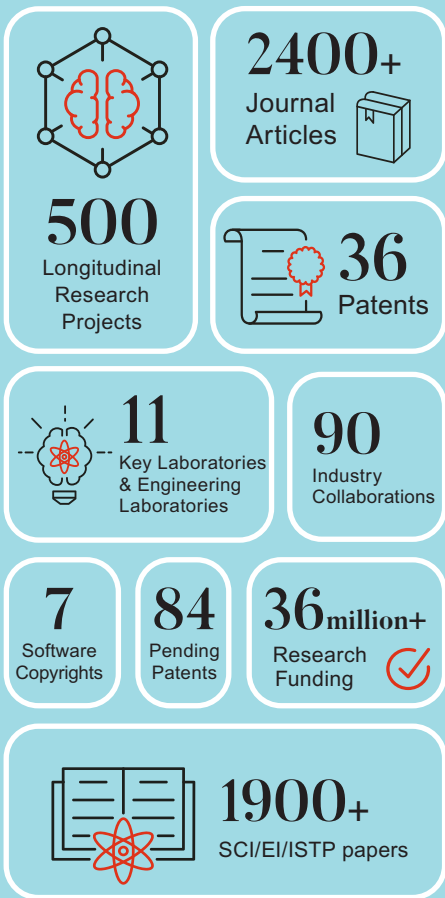 500
Longitudinal
Research
Projects
2400+
Journal
Articles
36
Patents
11
Key Laboratories
& Engineering
Laboratories
90
Industry
Collaborations
7
Software
Copyrights
84
Pending
Patents
36million+
Research
Funding
1900+
SCI/EI/ISTP papers